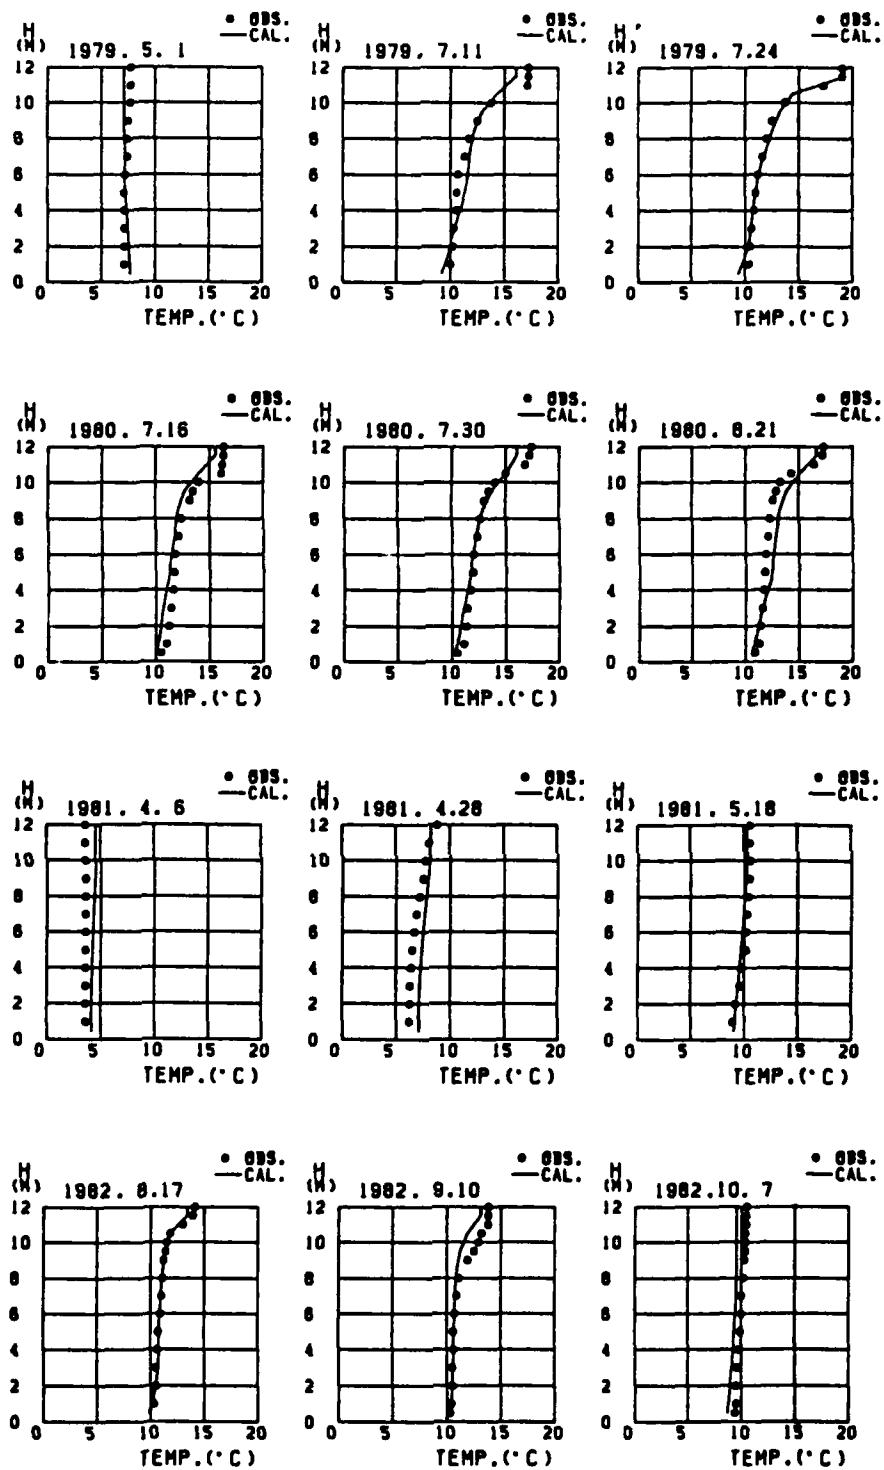 H ● OBS.
(M) 1979. 5. 1 —CAL.
12
10
8
6
4
2
0
0 5 10 15 20
TEMP.(°C)
H ● OBS.
(M) 1979. 7.11 —CAL.
12
10
8
6
4
2
0
0 5 10 15 20
TEMP.(°C)
H' ● OBS.
(M) 1979. 7.24 —CAL.
12
10
8
6
4
2
0
0 5 10 15 20
TEMP.(°C)
H ● OBS.
(M) 1980. 7.16 —CAL.
12
10
8
6
4
2
0
0 5 10 15 20
TEMP.(°C)
H ● OBS.
(M) 1980. 7.30 —CAL.
12
10
8
6
4
2
0
0 5 10 15 20
TEMP.(°C)
H ● OBS.
(M) 1980. 8.21 —CAL.
12
10
8
6
4
2
0
0 5 10 15 20
TEMP.(°C)
H ● OBS.
(M) 1981. 4. 6 —CAL.
12
10
8
6
4
2
0
0 5 10 15 20
TEMP.(°C)
H ● OBS.
(M) 1981. 4.28 —CAL.
12
10
8
6
4
2
0
0 5 10 15 20
TEMP.(°C)
H ● OBS.
(M) 1981. 5.18 —CAL.
12
10
8
6
4
2
0
0 5 10 15 20
TEMP.(°C)
H ● OBS.
(M) 1982. 8.17 —CAL.
12
10
8
6
4
2
0
0 5 10 15 20
TEMP.(°C)
H ● OBS.
(M) 1982. 9.10 —CAL.
12
10
8
6
4
2
0
0 5 10 15 20
TEMP.(°C)
H ● OBS.
(M) 1982.10. 7 —CAL.
12
10
8
6
4
2
0
0 5 10 15 20
TEMP.(°C)